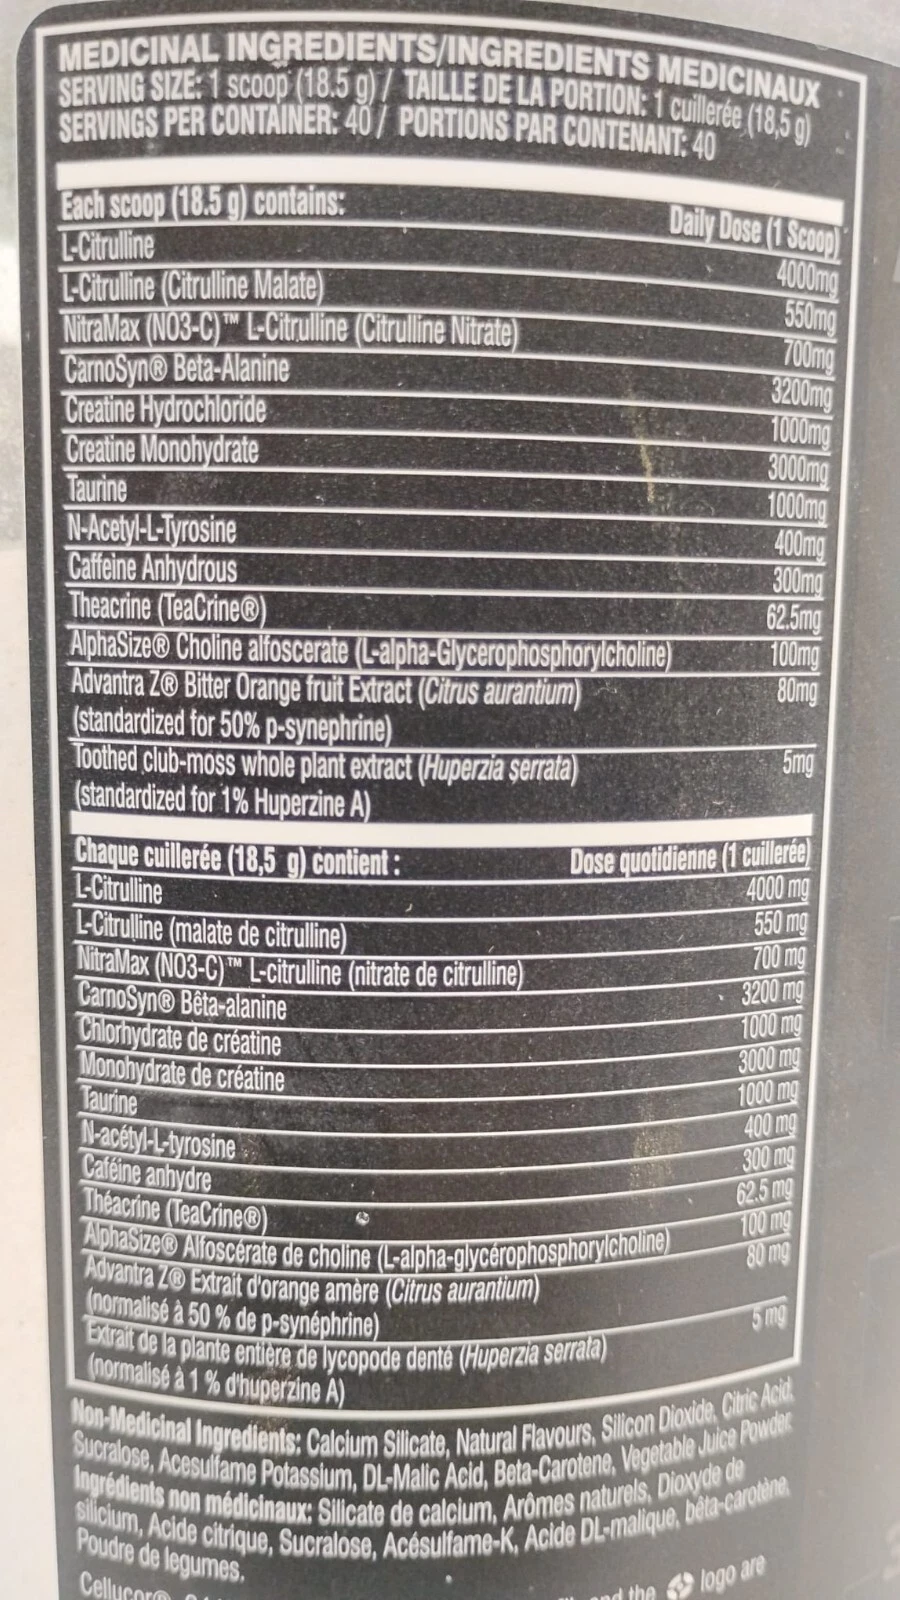 MEDICINAL INGREDIENTS/INGREDIENTS MEDICINAUX
SERVING SIZE: 1 scoop (18.5 g) / TAILLE DE LA PORTION: 1 cuillerée (18,5 g)
SERVINGS PER CONTAINER: 40 / PORTIONS PAR CONTENANT: 40
Each scoop (18.5 g) contains: Daily Dose (1 Scoop)
L-Citrulline 4000mg
L-Citrulline (Citrulline Malate) 550mg
NitraMax (NO3-C)™ L-Citrulline (Citrulline Nitrate) 700mg
CarnoSyn® Beta-Alanine 3200mg
Creatine Hydrochloride 1000mg
Creatine Monohydrate 3000mg
Taurine 1000mg
N-Acetyl-L-Tyrosine 400mg
Caffeine Anhydrous 300mg
Theacrine (TeaCrine®) 62.5mg
AlphaSize® Choline alfoscerate (L-alpha-Glycerophosphorylcholine) 100mg
Advantra Z® Bitter Orange fruit Extract (Citrus aurantium) 80mg
(standardized for 50% p-synephrine)
Toothed club-moss whole plant extract (Huperzia serrata) 5mg
(standardized for 1% Huperzine A)
Chaque cuillerée (18,5 g) contient : Dose quotidienne (1 cuillerée)
L-Citrulline 4000 mg
L-Citrulline (malate de citrulline) 550 mg
NitraMax (NO3-C)™ L-citrulline (nitrate de citrulline) 700 mg
CarnoSyn® Bêta-alanine 3200 mg
Chlorhydrate de créatine 1000 mg
Monohydrate de créatine 3000 mg
Taurine 1000 mg
N-acétyl-L-tyrosine 400 mg
Caféine anhydre 300 mg
Théacrine (TeaCrine®) 62.5 mg
AlphaSize® Alfoscérate de choline (L-alpha-glycérophosphorylcholine) 100 mg
Advantra Z® Extrait d'orange amère (Citrus aurantium) 80 mg
(normalisé à 50 % de p-synéphrine)
Extrait de la plante entière de lycopode denté (Huperzia serrata) 5 mg
(normalisé à 1 % d'huperzine A)
Non-Medicinal Ingredients: Calcium Silicate, Natural Flavours, Silicon Dioxide, Citric Acid,
Sucralose, Acesulfame Potassium, DL-Malic Acid, Beta-Carotene, Vegetable Juice Powder.
Ingrédients non médicinaux: Silicate de calcium, Arômes naturels, Dioxyde de
silicium, Acide citrique, Sucralose, Acésulfame-K, Acide DL-malique, bêta-carotène,
Poudre de legumes.
Cellucor® and the logo are